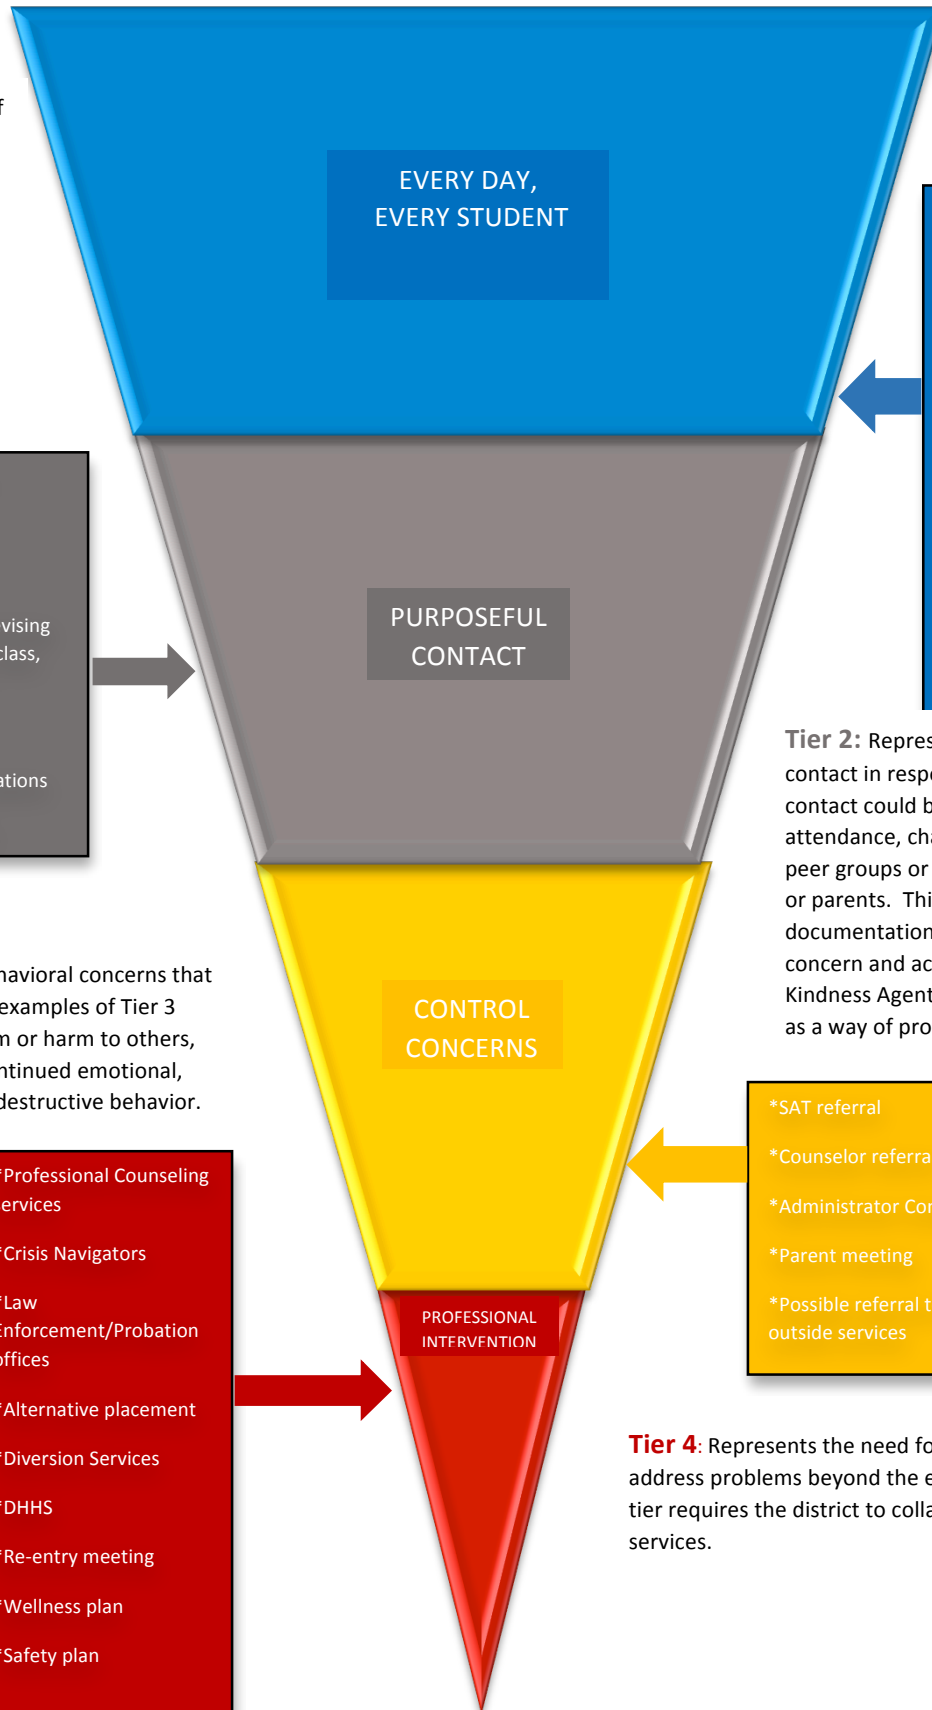 f
EVERY DAY,
EVERY STUDENT
vising
class,
ations
PURPOSEFUL
CONTACT
Tier 2: Repres
contact in respo
contact could b
attendance, cha
peer groups or
or parents. Thi
documentation
concern and ac
Kindness Agent
as a way of pro
havioral concerns that
examples of Tier 3
m or harm to others,
ntinued emotional,
destructive behavior.
CONTROL
CONCERNS
*SAT referral
*Counselor referra
*Administrator Con
*Parent meeting
*Possible referral t
outside services
*Professional Counseling
services
*Crisis Navigators
*Law
Enforcement/Probation
offices
*Alternative placement
*Diversion Services
*DHHS
*Re-entry meeting
*Wellness plan
*Safety plan
PROFESSIONAL
INTERVENTION
Tier 4: Represents the need fo
address problems beyond the e
tier requires the district to colla
services.